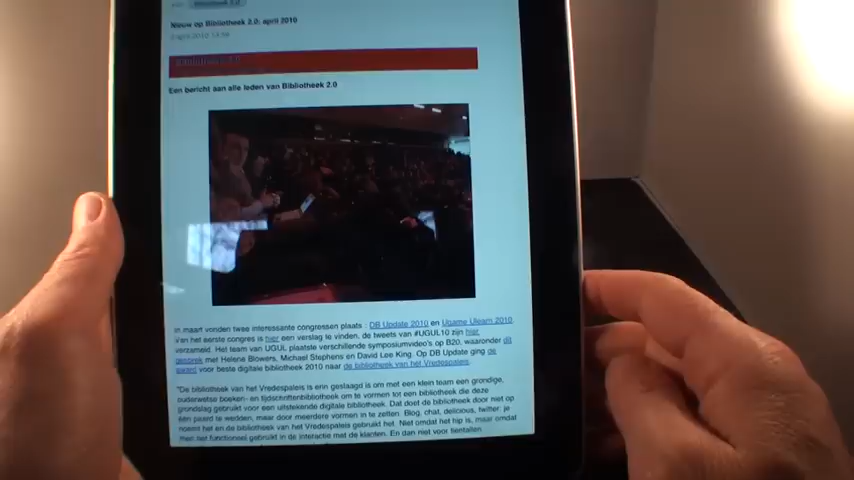 Bibliotheek 2.0
Nieuw op Bibliotheek 2.0: april 2010
Een bericht aan alle leden van Bibliotheek 2.0
In maart vonden twee interessante congressen plaats : DB Update 2010 en Ugame Ulearn 2010.
Van het eerste congres is hier een verslag te vinden, de tweets van #UGUL10 zijn hier
verzameld. Het team van UGUL plaatste verschillende symposiumvideo's op B20, waaronder dit
gesprek met Helene Blowers, Michael Stephens en David Lee King. Op DB Update ging de
award voor beste digitale bibliotheek 2010 naar de bibliotheek van het Vredespaleis.
"De bibliotheek van het Vredespaleis is erin geslaagd is om met een klein team een grondige,
ouderwetse boeken- en tijdschriftenbibliotheek om te vormen tot een bibliotheek die deze
grondslag gebruikt voor een uitstekende digitale bibliotheek. Dat doet de bibliotheek door niet op
één paard te wedden, maar door meerdere vormen in te zetten. Blog, chat, delicious, twitter: je
noemt het en de bibliotheek van het Vredespaleis gebruikt het. Niet omdat het hip is, maar omdat
men het functioneel gebruikt in de interactie met de klanten. En dan niet voor tientallen